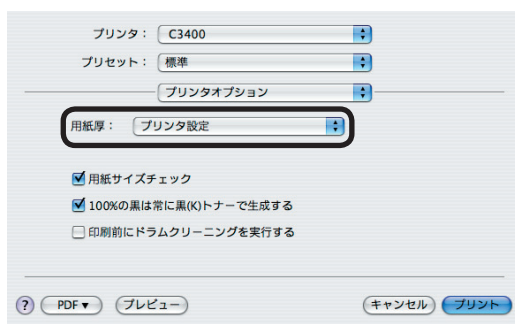 プリンタ： C3400
プリセット： 標準
プリンタオプション
用紙厚： プリンタ設定
用紙サイズチェック
100%の黒は常に黒(K)トナーで生成する
印刷前にドラムクリーニングを実行する
? PDF▼ プレビュー キャンセル プリント